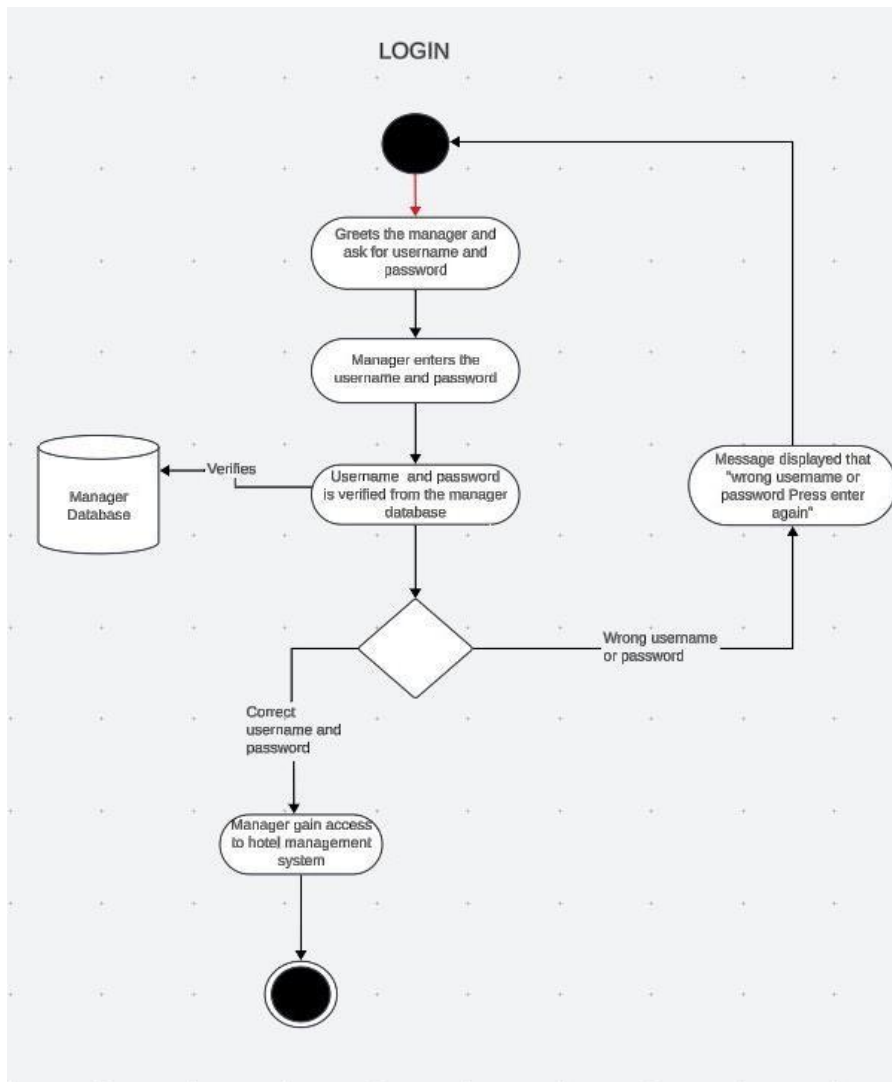 LOGIN
Greets the manager and
ask for username and
password
Manager enters the
username and password
Verifies
Username and password
is verified from the manager
database
Manager
Database
Message displayed that
"wrong username or
password Press enter
again"
Wrong username
or password
Correct
username and
password
Manager gain access
to hotel management
system